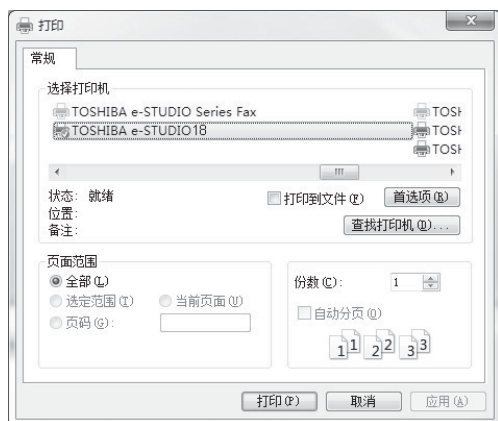 打印
常规
选择打印机
TOSHIBA e-STUDIO Series Fax
TOSH
TOSHIBA e-STUDIO18
TOSH
TOSH
状态: 就绪
打印到文件(F)
首选项(R)
位置:
备注:
查找打印机(D)...
页面范围
全部(L)
选定范围(T)
当前页面(U)
页码(G):
份数(C):
1
自动分页(O)
1 1 2 2 3 3
打印(P)
取消
应用(A)